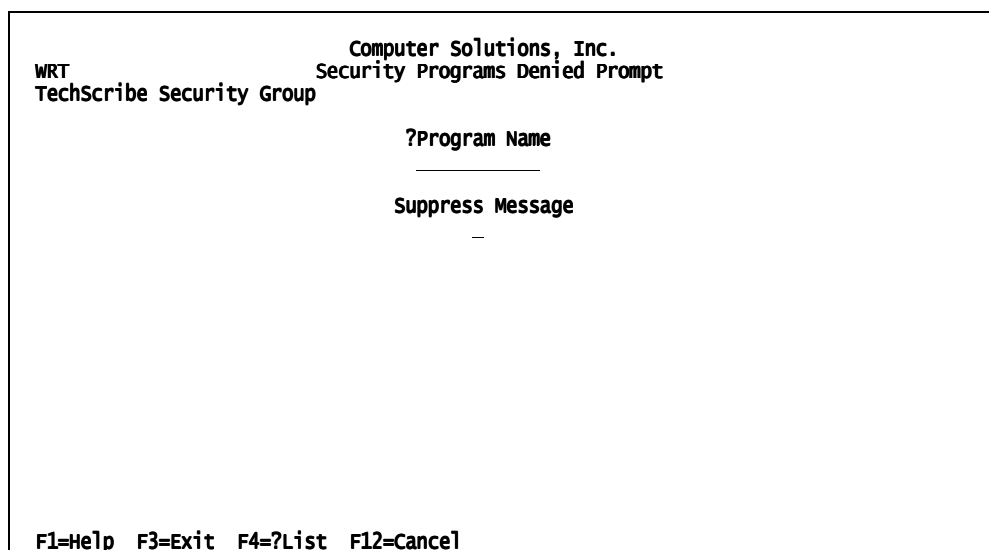 Computer Solutions, Inc.
WRT Security Programs Denied Prompt
TechScribe Security Group
?Program Name
Suppress Message
F1=Help F3=Exit F4=?List F12=Cancel